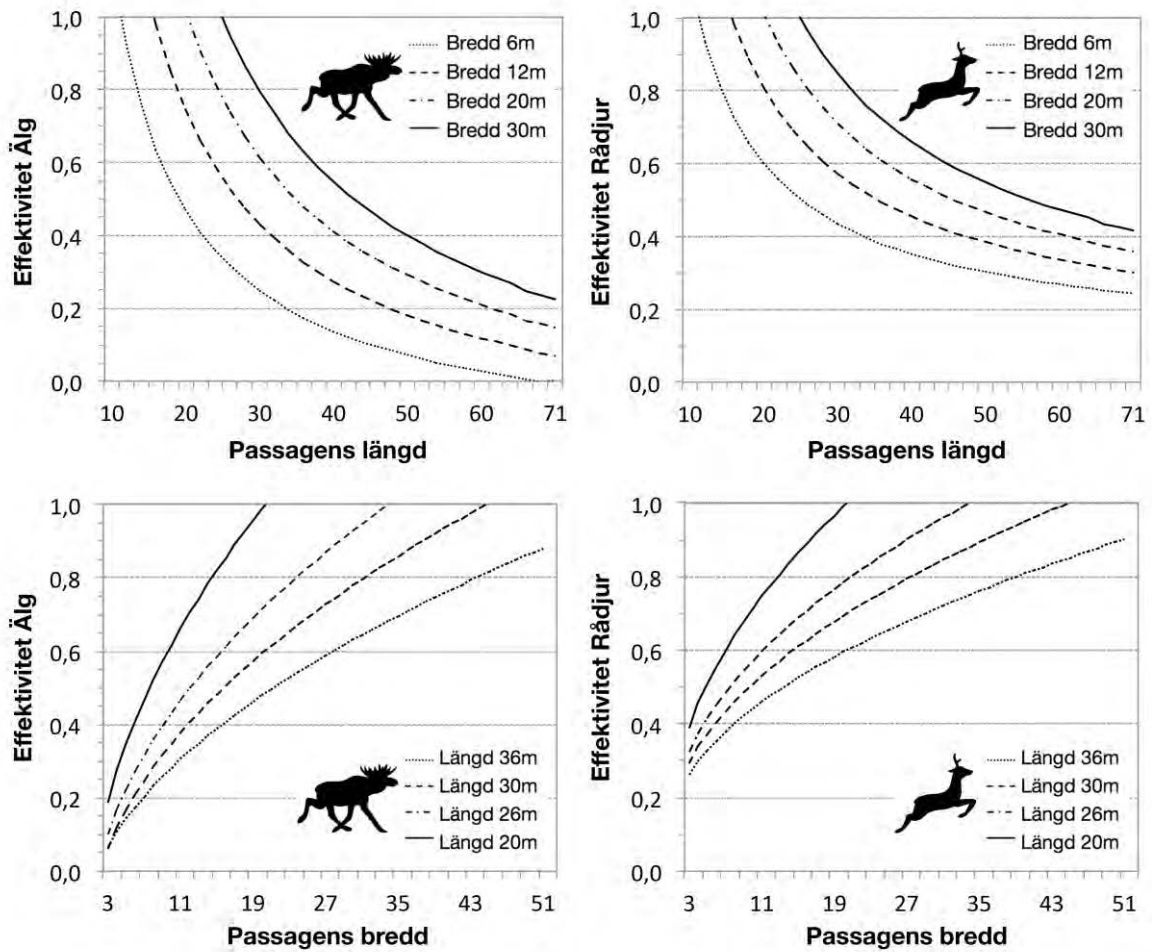 Effektivitet Älg
1,0
0,8
0,6
0,4
0,2
0,0
10 20 30 40 50 60 71
Passagens längd
Bredd 6m
Bredd 12m
Bredd 20m
Bredd 30m
Effektivitet Rådjur
1,0
0,8
0,6
0,4
0,2
0,0
10 20 30 40 50 60 71
Passagens längd
Bredd 6m
Bredd 12m
Bredd 20m
Bredd 30m
Effektivitet Älg
1,0
0,8
0,6
0,4
0,2
0,0
3 11 19 27 35 43 51
Passagens bredd
Längd 36m
Längd 30m
Längd 26m
Längd 20m
Effektivitet Rådjur
1,0
0,8
0,6
0,4
0,2
0,0
3 11 19 27 35 43 51
Passagens bredd
Längd 36m
Längd 30m
Längd 26m
Längd 20m